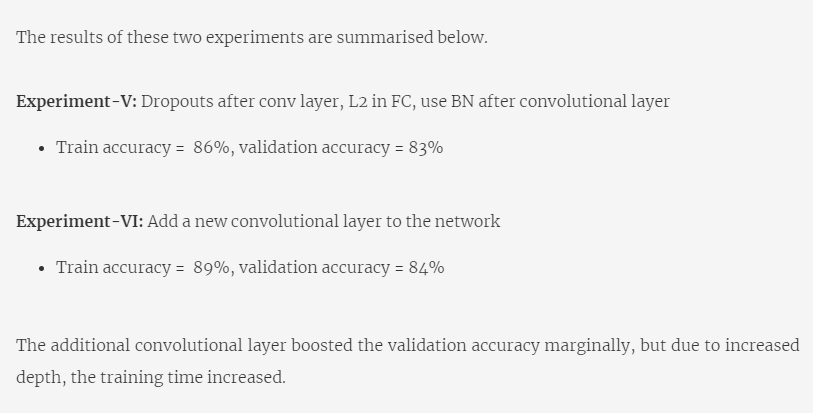 The results of these two experiments are summarised below.
Experiment-V: Dropouts after conv layer, L2 in FC, use BN after convolutional layer
• Train accuracy =  86%, validation accuracy = 83%
Experiment-VI: Add a new convolutional layer to the network
• Train accuracy =  89%, validation accuracy = 84%
The additional convolutional layer boosted the validation accuracy marginally, but due to increased
depth, the training time increased.